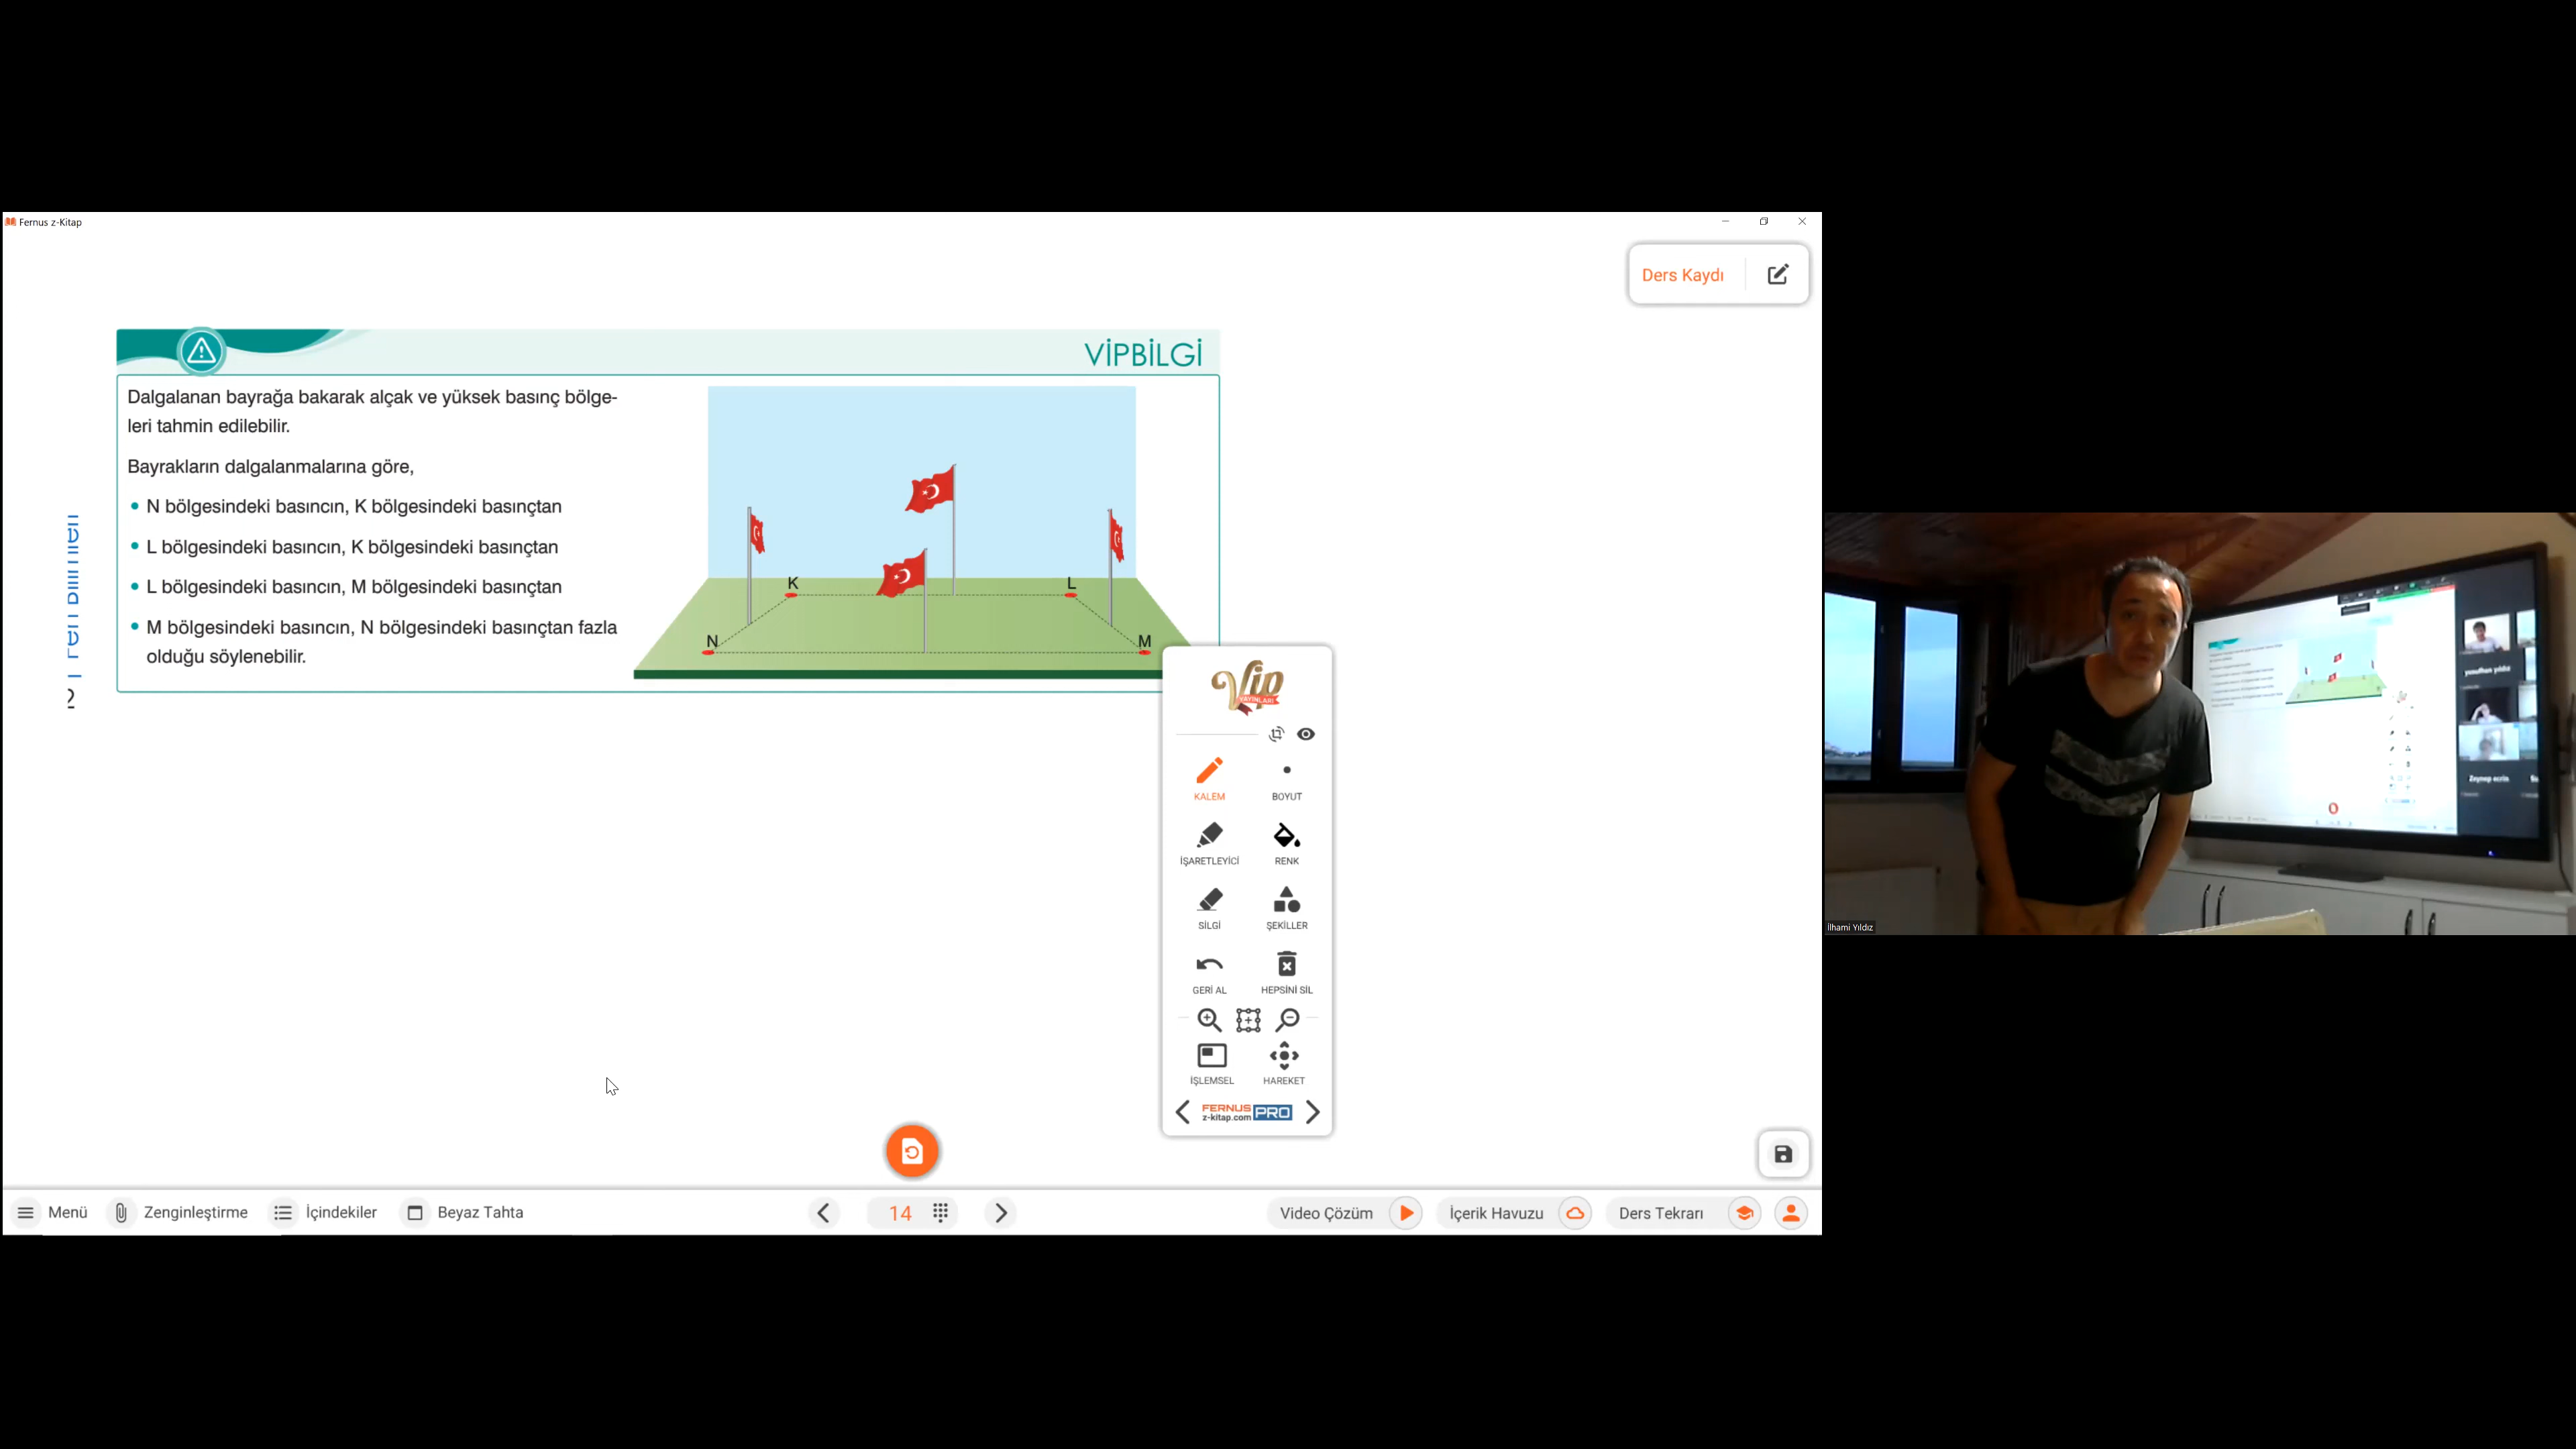 Fernus z-Kitap
Ders Kaydı
VİPBİLGİ
Dalgalanan bayrağa bakarak alçak ve yüksek basınç bölge-
leri tahmin edilebilir.
Bayrakların dalgalanmalarına göre,
• N bölgesindeki basıncın, K bölgesindeki basınçtan
• L bölgesindeki basıncın, K bölgesindeki basınçtan
• L bölgesindeki basıncın, M bölgesindeki basınçtan
• M bölgesindeki basıncın, N bölgesindeki basınçtan fazla
olduğu söylenebilir.
K
L
N
M
Vip
YAYINLARI
KALEM
BOYUT
İŞARETLEYİCİ
RENK
SİLGİ
ŞEKİLLER
GERİ AL
HEPSİNİ SİL
İŞLEMSEL
HAREKET
FERNUS
z-kitap.com PRO
Menü
Zenginleştirme
İçindekiler
Beyaz Tahta
14
Video Çözüm
İçerik Havuzu
Ders Tekrarı
İlhami Yıldız